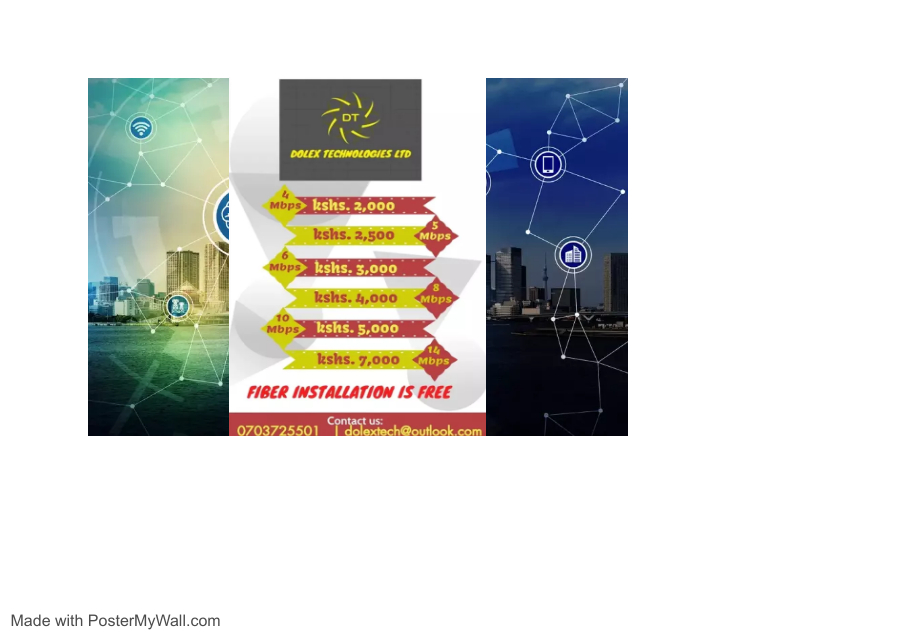 DT
DOLEX TECHNOLOGIES LTD
4 Mbps kshs. 2,000
kshs. 2,500 5 Mbps
6 Mbps kshs. 3,000
kshs. 4,000 8 Mbps
10 Mbps kshs. 5,000
kshs. 7,000 14 Mbps
FIBER INSTALLATION IS FREE
Contact us:
0703725501 | dolextech@outlook.com
Made with PosterMyWall.com